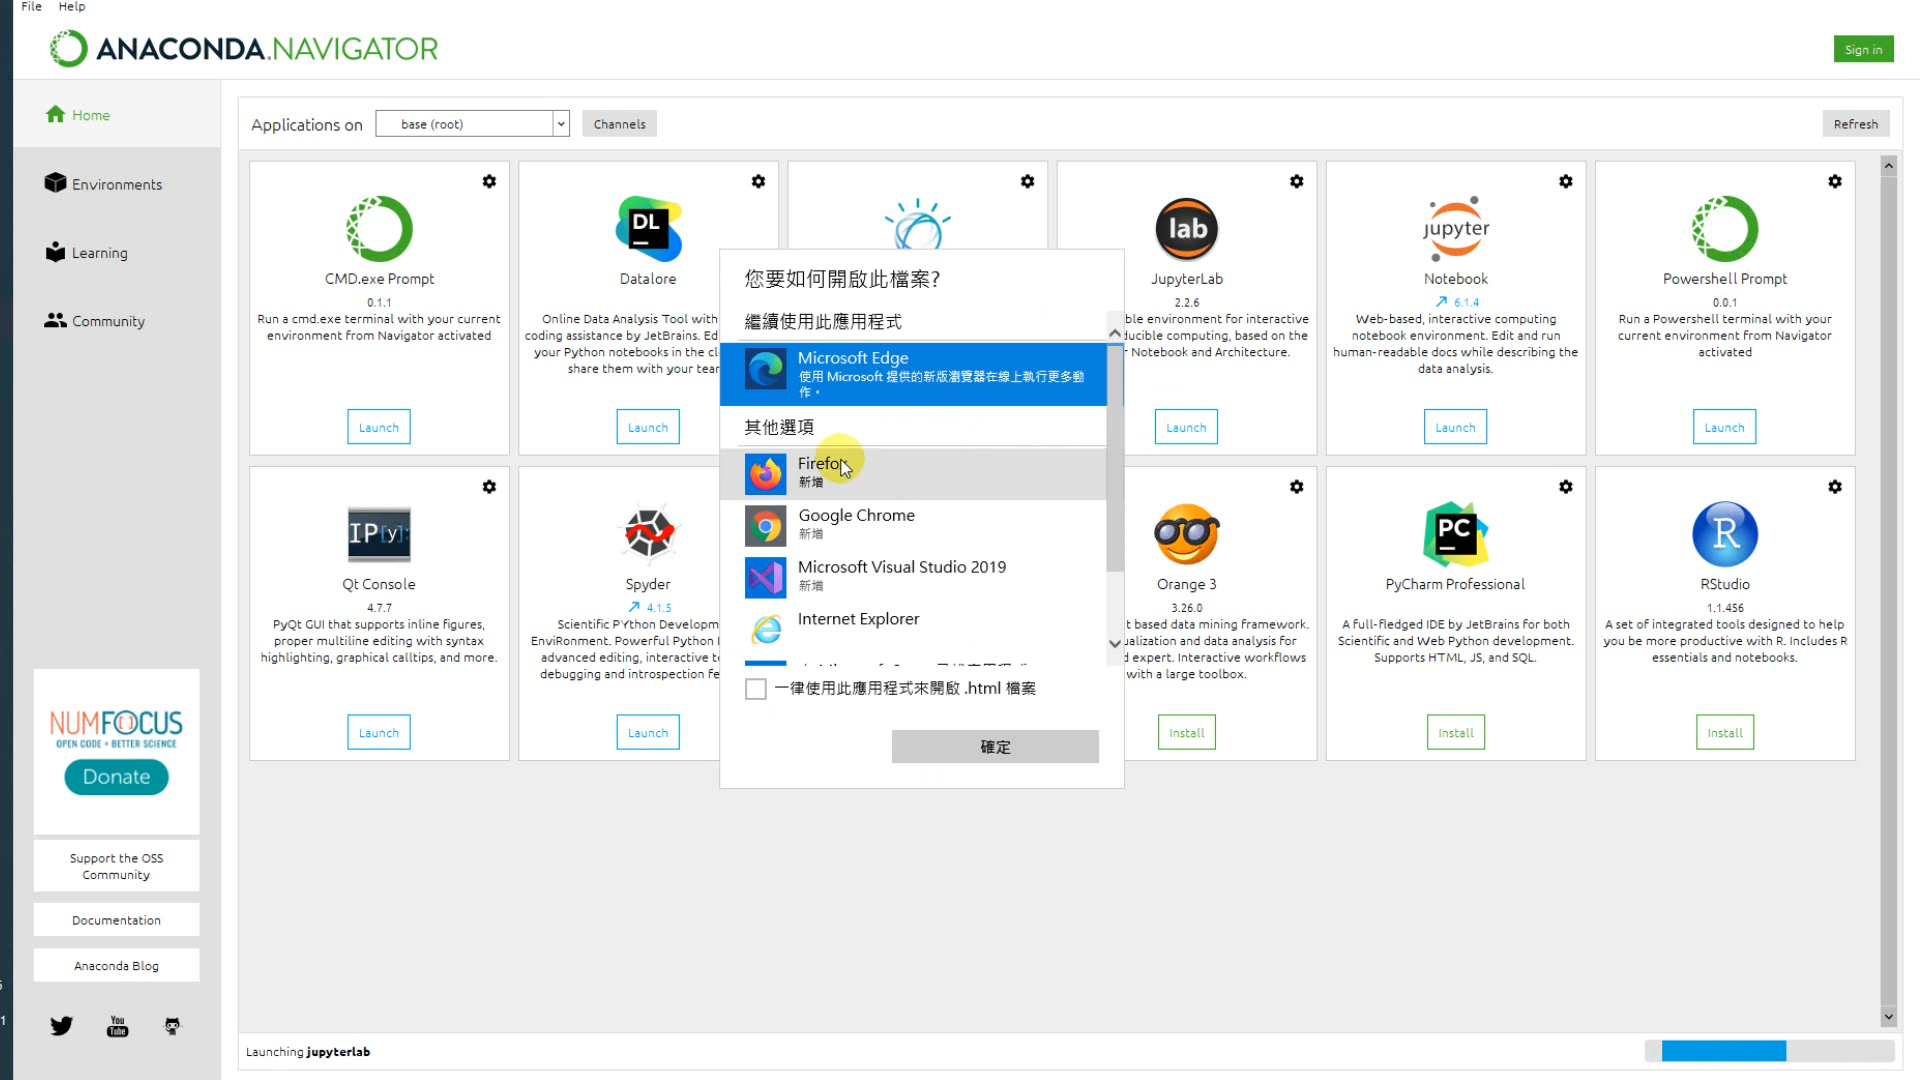 File Help
ANACONDA.NAVIGATOR
Sign in
Home
Environments
Learning
Community
NUMFOCUS
OPEN CODE = BETTER SCIENCE
Donate
Support the OSS
Community
Documentation
Anaconda Blog
You
Tube
Applications on
base (root)
Channels
Refresh
CMD.exe Prompt
0.1.1
Run a cmd.exe terminal with your current
environment from Navigator activated
Launch
DL
Datalore
Online Data Analysis Tool with
coding assistance by JetBrains. Ed
your Python notebooks in the cl
share them with your tea
Launch
lab
JupyterLab
2.2.6
ble environment for interactive
ducible computing, based on the
Notebook and Architecture.
Launch
jupyter
Notebook
6.1.4
Web-based, interactive computing
notebook environment. Edit and run
human-readable docs while describing the
data analysis.
Launch
Powershell Prompt
0.0.1
Run a Powershell terminal with your
current environment from Navigator
activated
Launch
IP[y]:
Qt Console
4.7.7
PyQt GUI that supports inline figures,
proper multiline editing with syntax
highlighting, graphical calltips, and more.
Launch
Spyder
4.1.5
Scientific PYthon Developm
EnviRonment. Powerful Python
advanced editing, interactive te
debugging and introspection fe
Launch
Orange 3
3.26.0
t based data mining framework.
ualization and data analysis for
d expert. Interactive workflows
with a large toolbox.
Install
PC
PyCharm Professional
A full-fledged IDE by JetBrains for both
Scientific and Web Python development.
Supports HTML, JS, and SQL.
Install
R
RStudio
1.1.456
A set of integrated tools designed to help
you be more productive with R. Includes R
essentials and notebooks.
Install
您要如何開啟此檔案?
繼續使用此應用程式
Microsoft Edge
使用 Microsoft 提供的新版瀏覽器在線上執行更多動
作。
其他選項
Firefox
新增
Google Chrome
新增
Microsoft Visual Studio 2019
新增
Internet Explorer
一律使用此應用程式來開啟 .html 檔案
確定
Launching jupyterlab